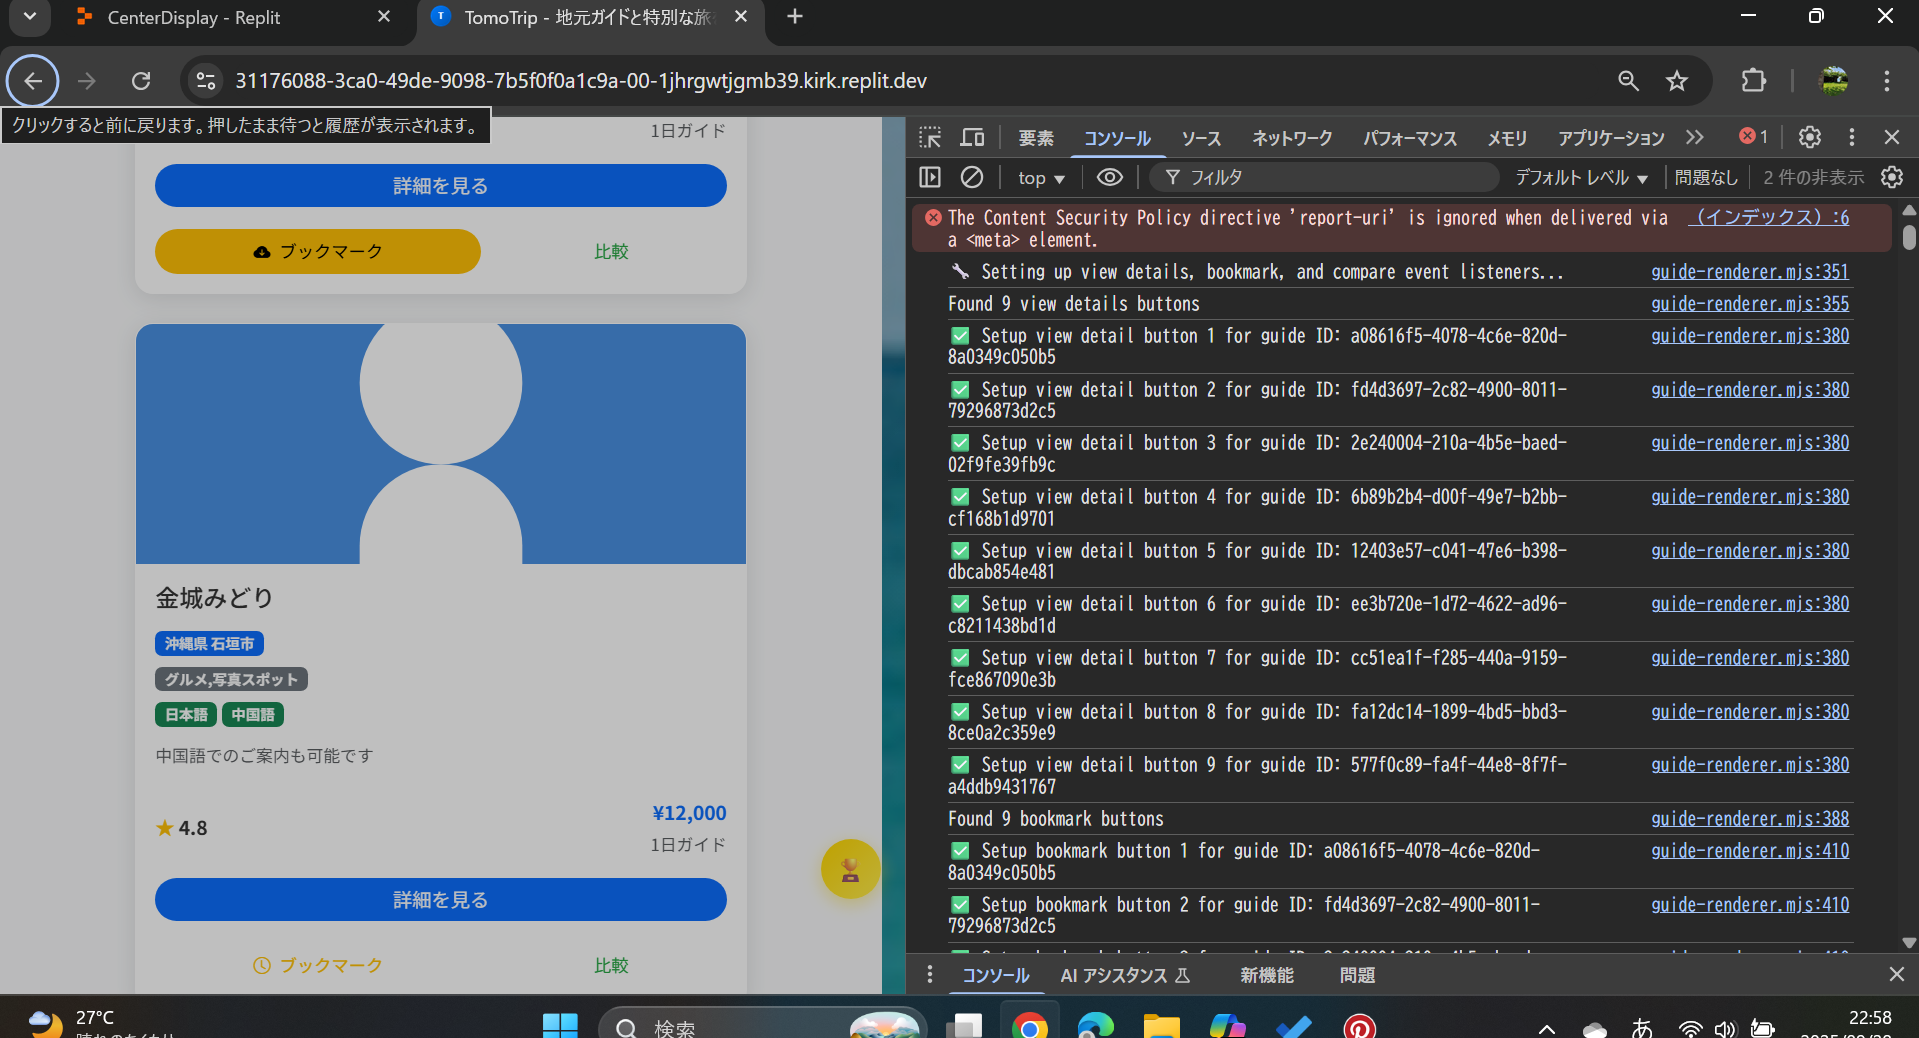 CenterDisplay - Replit
TomoTrip - 地元ガイドと特別な旅
31176088-3ca0-49de-9098-7b5f0f0a1c9a-00-1jhrgwtjgmb39.kirk.replit.dev
クリックすると前に戻ります。押したまま待つと履歴が表示されます。
1日ガイド
詳細を見る
ブックマーク
比較
金城みどり
沖縄県 石垣市
グルメ,写真スポット
日本語 中国語
中国語でのご案内も可能です
4.8
¥12,000
1日ガイド
詳細を見る
ブックマーク
比較
要素 コンソール ソース ネットワーク パフォーマンス メモリ アプリケーション 1
top フィルタ デフォルト レベル 問題なし 2 件の非表示
The Content Security Policy directive 'report-uri' is ignored when delivered via （インデックス）:6
a <meta> element.
Setting up view details, bookmark, and compare event listeners... guide-renderer.mjs:351
Found 9 view details buttons guide-renderer.mjs:355
✅ Setup view detail button 1 for guide ID: a08616f5-4078-4c6e-820d- guide-renderer.mjs:380
8a0349c050b5
✅ Setup view detail button 2 for guide ID: fd4d3697-2c82-4900-8011- guide-renderer.mjs:380
79296873d2c5
✅ Setup view detail button 3 for guide ID: 2e240004-210a-4b5e-baed- guide-renderer.mjs:380
02f9fe39fb9c
✅ Setup view detail button 4 for guide ID: 6b89b2b4-d00f-49e7-b2bb- guide-renderer.mjs:380
cf168b1d9701
✅ Setup view detail button 5 for guide ID: 12403e57-c041-47e6-b398- guide-renderer.mjs:380
dbcab854e481
✅ Setup view detail button 6 for guide ID: ee3b720e-1d72-4622-ad96- guide-renderer.mjs:380
c8211438bd1d
✅ Setup view detail button 7 for guide ID: cc51ea1f-f285-440a-9159- guide-renderer.mjs:380
fce867090e3b
✅ Setup view detail button 8 for guide ID: fa12dc14-1899-4bd5-bbd3- guide-renderer.mjs:380
8ce0a2c359e9
✅ Setup view detail button 9 for guide ID: 577f0c89-fa4f-44e8-8f7f- guide-renderer.mjs:380
a4ddb9431767
Found 9 bookmark buttons guide-renderer.mjs:388
✅ Setup bookmark button 1 for guide ID: a08616f5-4078-4c6e-820d- guide-renderer.mjs:410
8a0349c050b5
✅ Setup bookmark button 2 for guide ID: fd4d3697-2c82-4900-8011- guide-renderer.mjs:410
79296873d2c5
コンソール AI アシスタンス 新機能 問題
27°C
検索
あ
22:58